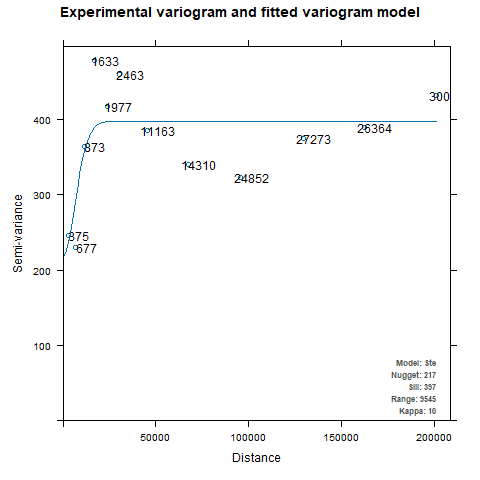 Experimental variogram and fitted variogram model
1633
2463
1977
300
11163
26364
27273
873
14310
24852
375
677
Semi-variance
400
300
200
100
50000
100000
150000
200000
Distance
Model: Ste
Nugget: 217
Sill: 397
Range: 9545
Kappa: 10